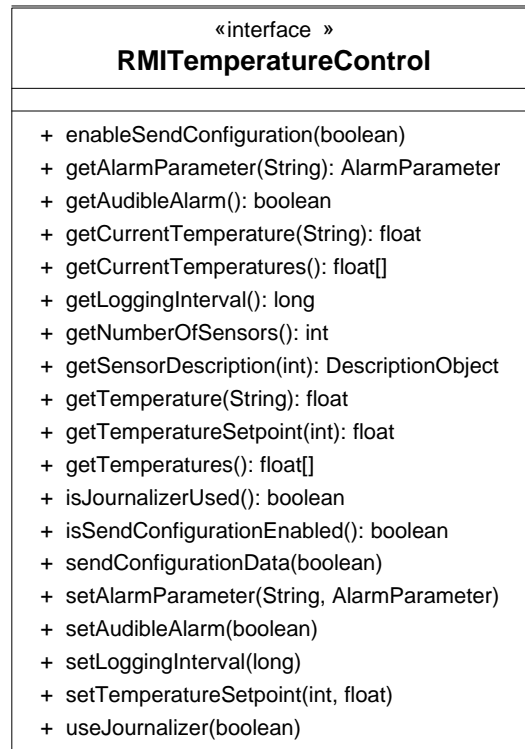 «interface »
RMITemperatureControl
+ enableSendConfiguration(boolean)
+ getAlarmParameter(String): AlarmParameter
+ getAudibleAlarm(): boolean
+ getCurrentTemperature(String): float
+ getCurrentTemperatures(): float[]
+ getLoggingInterval(): long
+ getNumberOfSensors(): int
+ getSensorDescription(int): DescriptionObject
+ getTemperature(String): float
+ getTemperatureSetpoint(int): float
+ getTemperatures(): float[]
+ isJournalizerUsed(): boolean
+ isSendConfigurationEnabled(): boolean
+ sendConfigurationData(boolean)
+ setAlarmParameter(String, AlarmParameter)
+ setAudibleAlarm(boolean)
+ setLoggingInterval(long)
+ setTemperatureSetpoint(int, float)
+ useJournalizer(boolean)